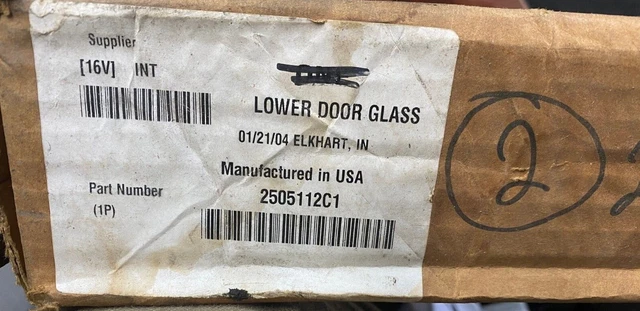 Supplier
[16V] INT
LOWER DOOR GLASS
01/21/04 ELKHART, IN
Manufactured in USA
Part Number
2505112C1
(1P)
2